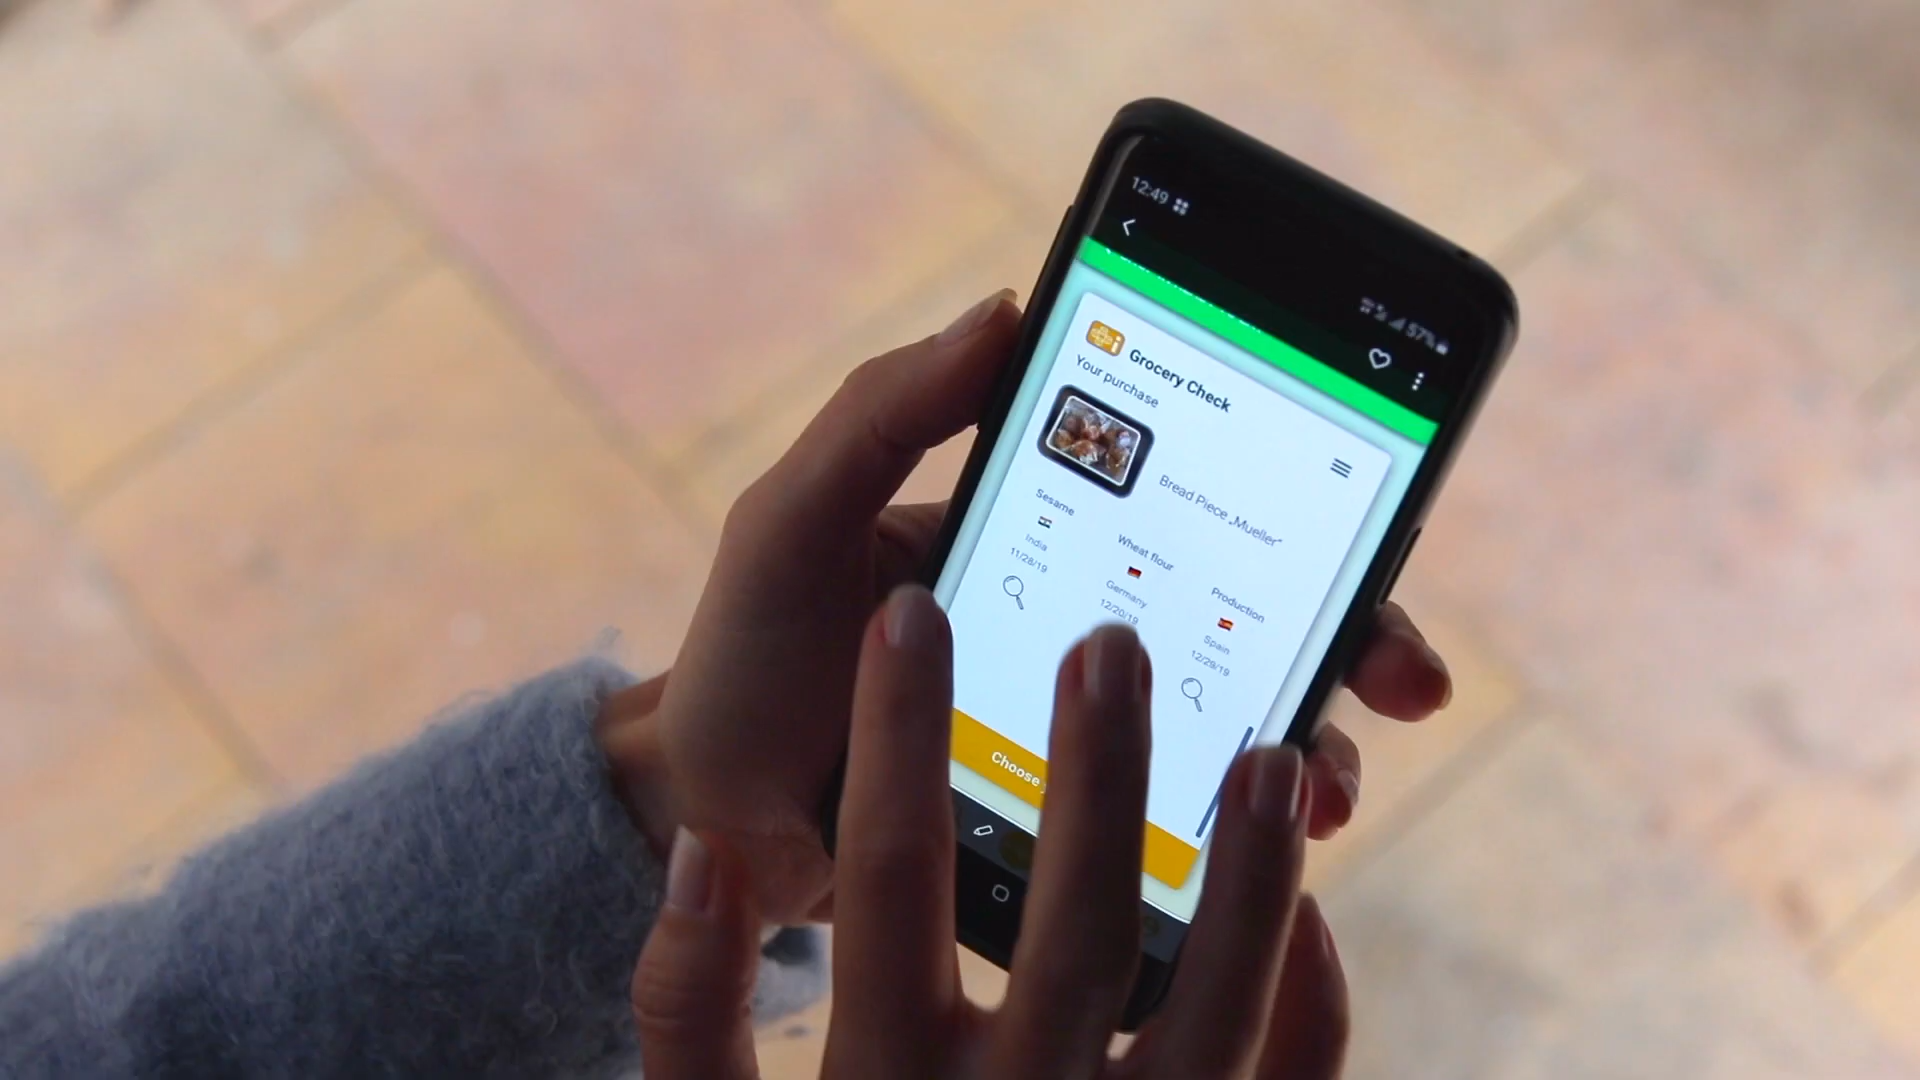 12:49
57%
Grocery Check
Your purchase
Bread Piece „Mueller“
Sesame
India
11/28/19
Wheat flour
Germany
12/20/19
Production
Spain
12/29/19
Choose